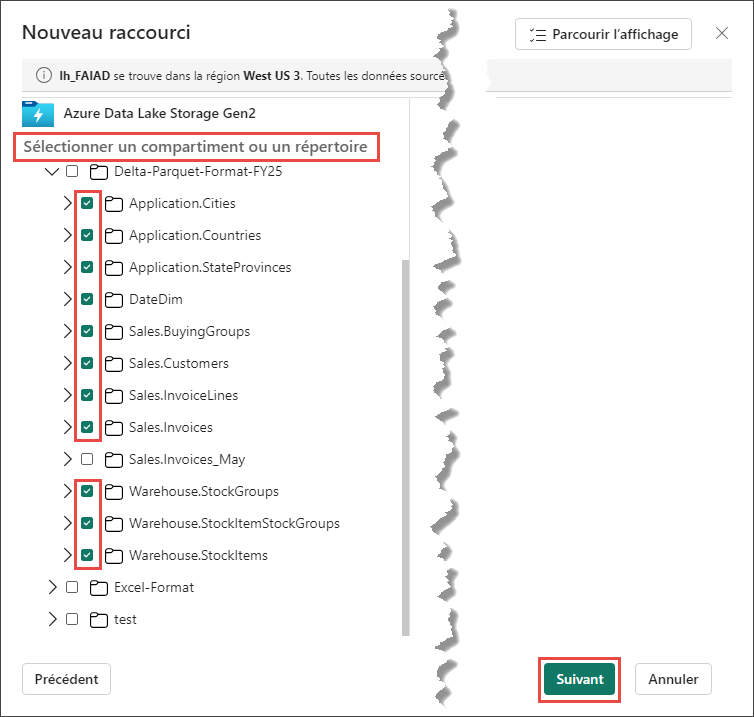 Nouveau raccourci
Parcourir l’affichage
lh_FAIAD se trouve dans la région West US 3. Toutes les données source
Azure Data Lake Storage Gen2
Sélectionner un compartiment ou un répertoire
Delta-Parquet-Format-FY25
Application.Cities
Application.Countries
Application.StateProvinces
DateDim
Sales.BuyingGroups
Sales.Customers
Sales.InvoiceLines
Sales.Invoices
Sales.Invoices_May
Warehouse.StockGroups
Warehouse.StockItemStockGroups
Warehouse.StockItems
Excel-Format
test
Précédent
Suivant
Annuler